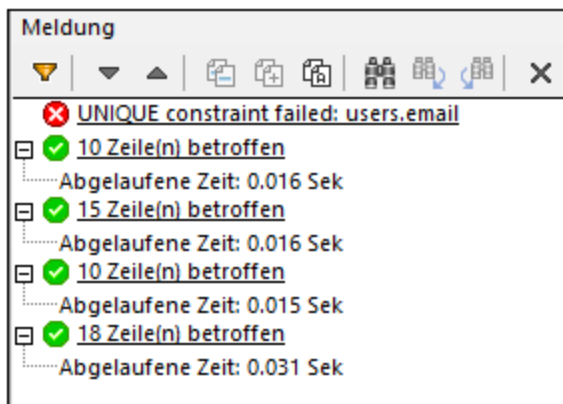 Meldung
UNIQUE constraint failed: users.email
10 Zeile(n) betroffen
Abgelaufene Zeit: 0.016 Sek
15 Zeile(n) betroffen
Abgelaufene Zeit: 0.016 Sek
10 Zeile(n) betroffen
Abgelaufene Zeit: 0.015 Sek
18 Zeile(n) betroffen
Abgelaufene Zeit: 0.031 Sek